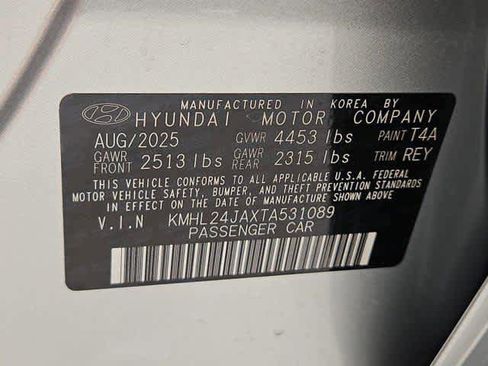 MANUFACTURED IN KOREA BY
HYUNDAI MOTOR COMPANY
AUG/2025 GVWR 4453 lbs PAINT T4A
GAWR FRONT 2513 lbs GAWR REAR 2315 lbs TRIM REY
THIS VEHICLE CONFORMS TO ALL APPLICABLE U.S.A. FEDERAL
MOTOR VEHICLE SAFETY, BUMPER, AND THEFT PREVENTION STANDARDS
IN EFFECT ON THE DATE OF MANUFACTURE SHOWN ABOVE.
V.I.N KMHL24JAXTA531089
PASSENGER CAR